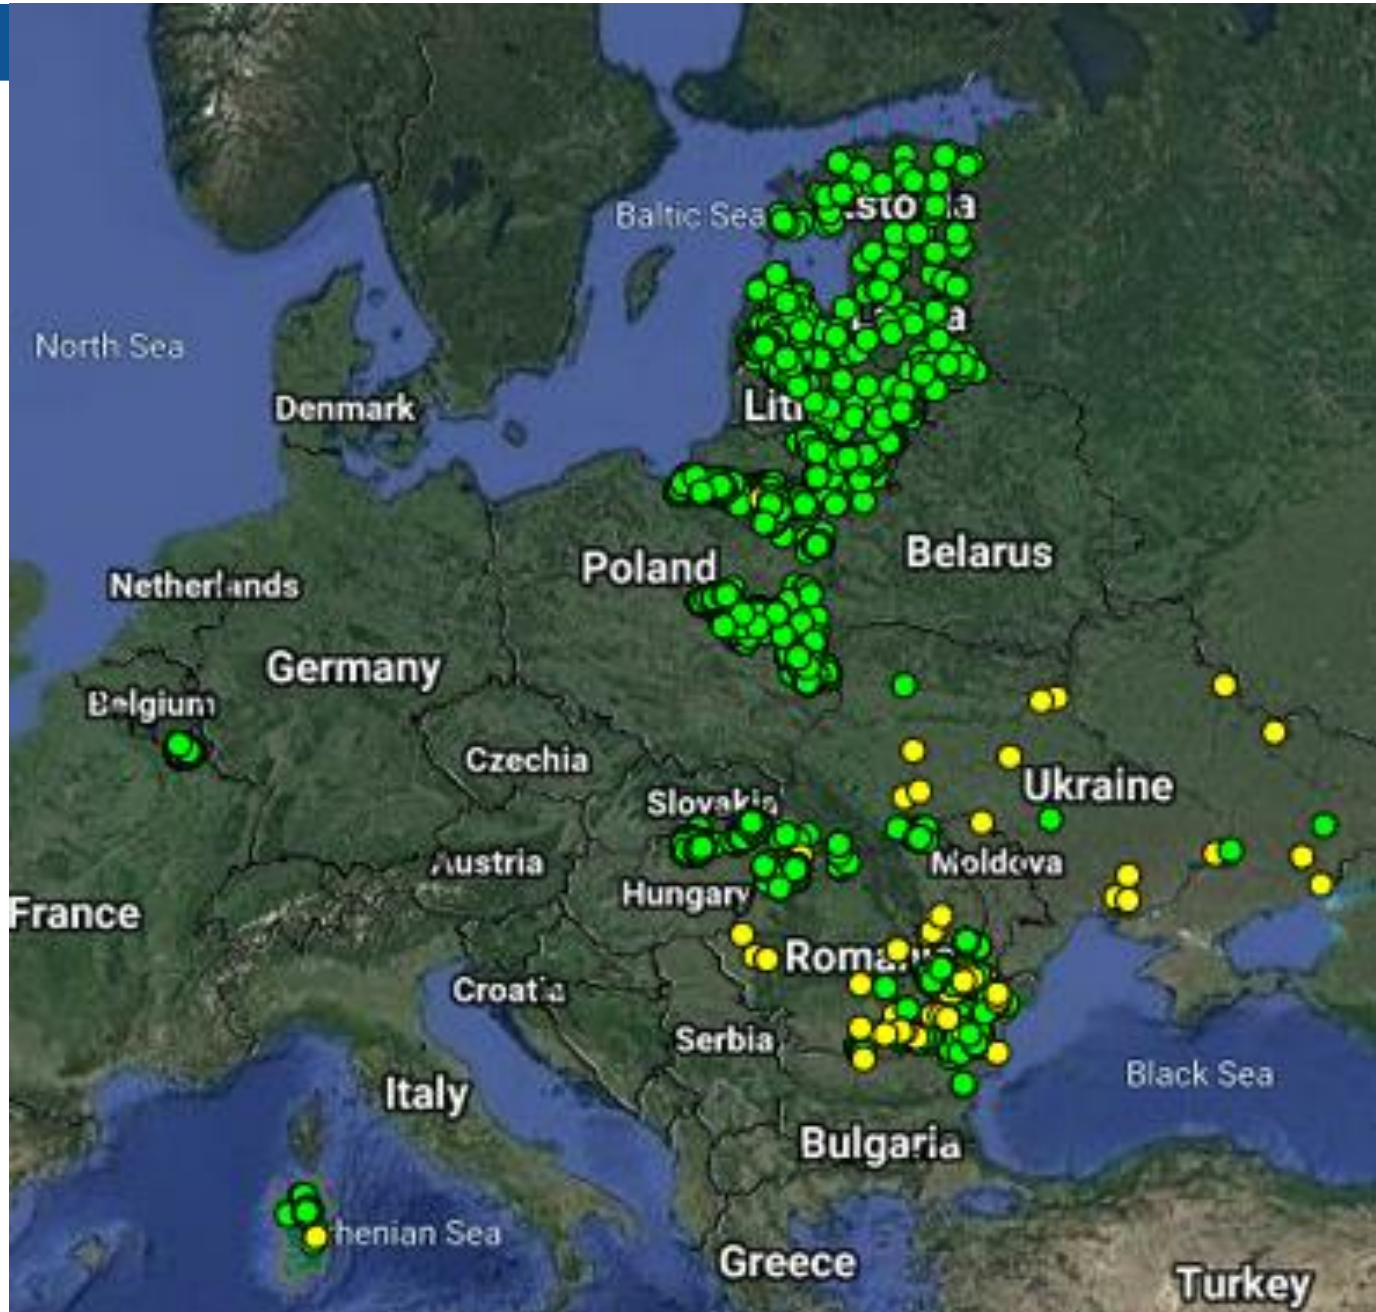 Baltic Sea
North Sea
Denmark
Belarus
Poland
Netherlands
Germany
Belgium
Czechia
Ukraine
Slovakia
Austria
Moldova
Hungary
France
Croatia
Serbia
Black Sea
Italy
Bulgaria
Greece
Turkey